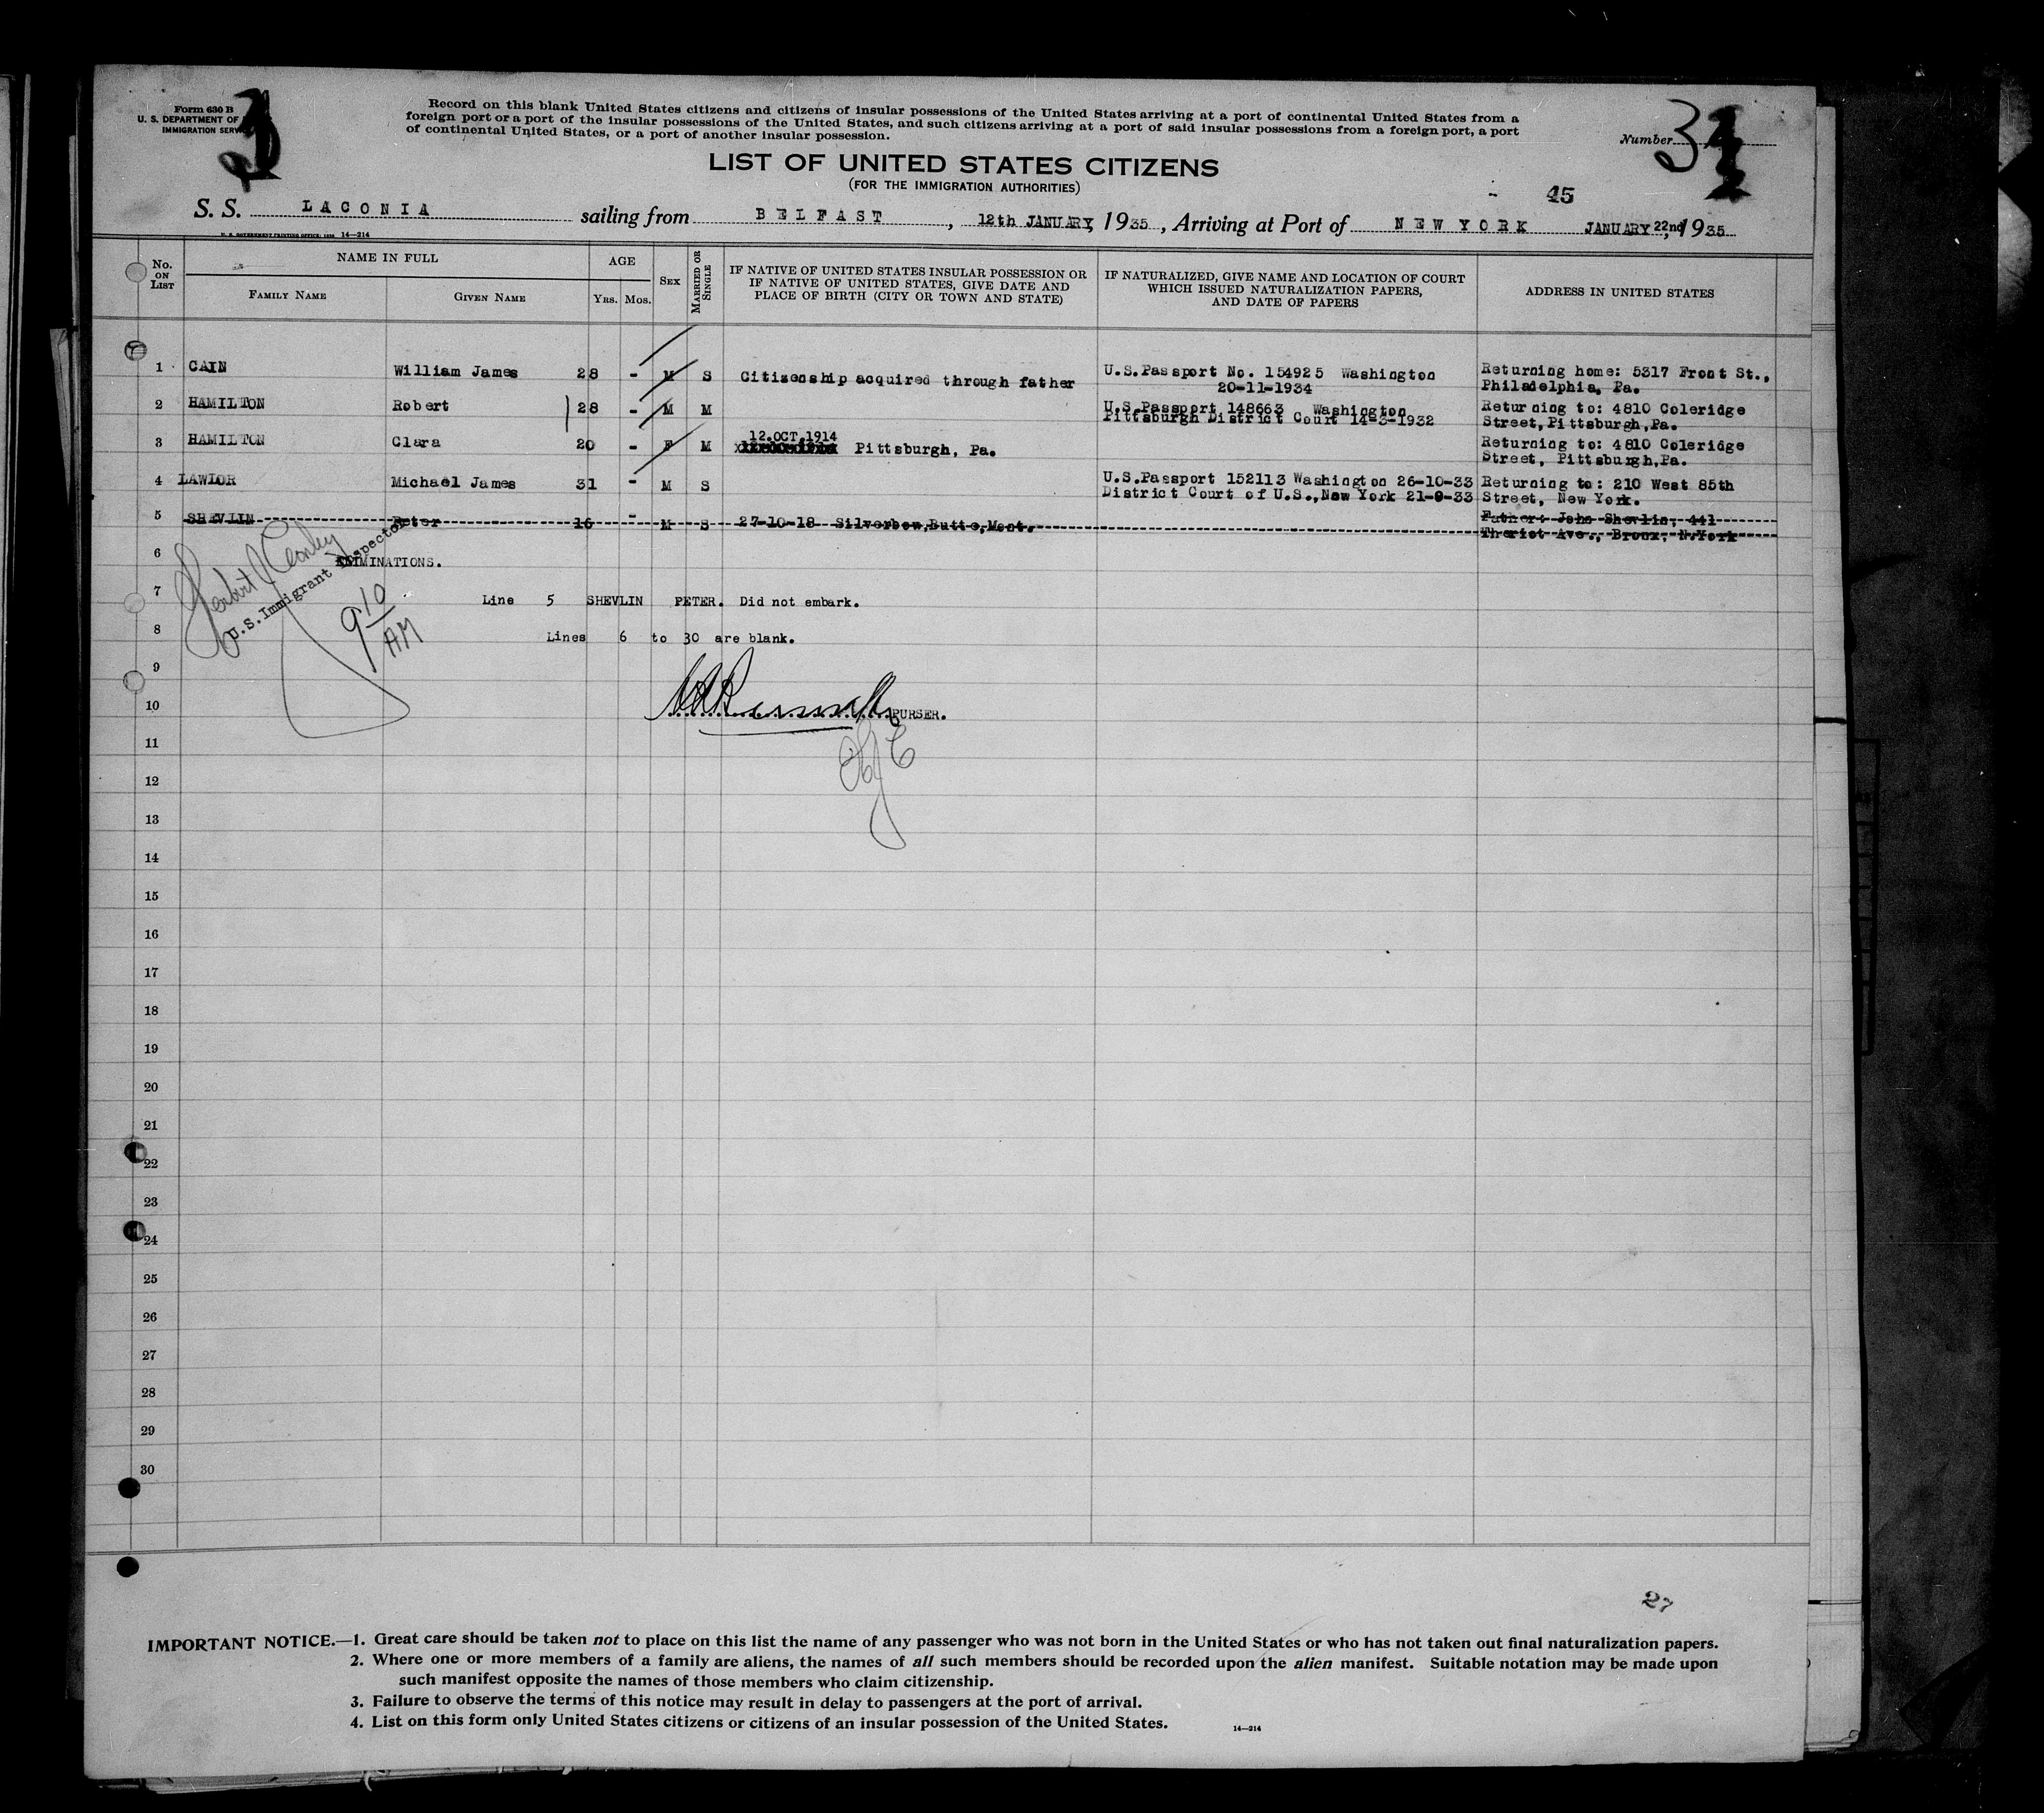 Form 630 B
U. S. DEPARTMENT OF
IMMIGRATION SERV
Record on this blank United States citizens and citizens of insular possessions of the United States arriving at a port of continental United States from a
foreign port or a port of the insular possessions of the United States, and such citizens arriving at a port of said insular possessions from a foreign port, a port
of continental United States, or a port of another insular possession.
Number 3
LIST OF UNITED STATES CITIZENS
(FOR THE IMMIGRATION AUTHORITIES)
- 45
S. S. LACONIA sailing from BELFAST, 12th JANUARY, 1935, Arriving at Port of NEW YORK JANUARY 22nd, 1935
U. S. GOVERNMENT PRINTING OFFICE: 1930 14—214
No. ON LIST
NAME IN FULL
FAMILY NAME
GIVEN NAME
AGE
YRS. MOS.
SEX
MARRIED OR SINGLE
IF NATIVE OF UNITED STATES INSULAR POSSESSION OR
IF NATIVE OF UNITED STATES, GIVE DATE AND
PLACE OF BIRTH (CITY OR TOWN AND STATE)
IF NATURALIZED, GIVE NAME AND LOCATION OF COURT
WHICH ISSUED NATURALIZATION PAPERS,
AND DATE OF PAPERS
ADDRESS IN UNITED STATES
1 CAIN William James 28 - M S Citizenship acquired through father U.S.Passport No. 154925 Washington Returning home: 5317 Front St.,
20-11-1934 Philadelphia, Pa.
2 HAMILTON Robert 28 - M M U.S.Passport 148663 Washington Returning to: 4810 Coleridge
Pittsburgh District Court 14-3-1932 Street, Pittsburgh, Pa.
3 HAMILTON Clara 20 - F M 12.OCT.1914 Pittsburgh, Pa. Returning to: 4810 Coleridge
Street, Pittsburgh, Pa.
4 LAWLOR Michael James 31 - M S U.S.Passport 152113 Washington 26-10-33 Returning to: 210 West 85th
District Court of U.S., New York 21-9-33 Street, New York.
5 SHEVLIN Peter 16 - M S 27-10-18 Silverbow, Butte, Mont. Father: John Shevlin, 441
Theriot Ave., Bronx, N.York
6
MINATIONS.
U.S. Immigrant Inspector
9 10 AM
7 Line 5 SHEVLIN PETER. Did not embark.
8 Lines 6 to 30 are blank.
9
10 PURSER.
11
12
13
14
15
16
17
18
19
20
21
22
23
24
25
26
27
28
29
30
27
IMPORTANT NOTICE.—1. Great care should be taken not to place on this list the name of any passenger who was not born in the United States or who has not taken out final naturalization papers.
2. Where one or more members of a family are aliens, the names of all such members should be recorded upon the alien manifest. Suitable notation may be made upon
such manifest opposite the names of those members who claim citizenship.
3. Failure to observe the terms of this notice may result in delay to passengers at the port of arrival.
4. List on this form only United States citizens or citizens of an insular possession of the United States.
14—214